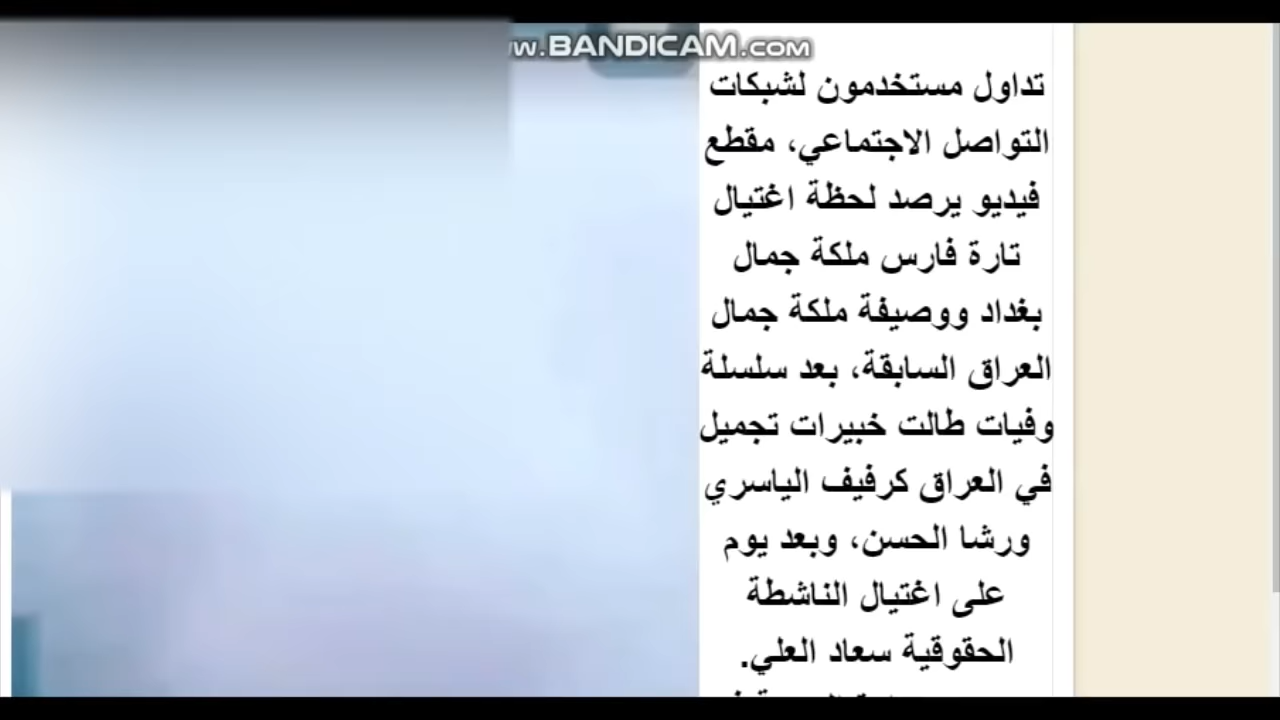 www.BANDICAM.COM
تداول مستخدمون لشبكات
التواصل الاجتماعي، مقطع
فيديو يرصد لحظة اغتيال
تارة فارس ملكة جمال
بغداد ووصيفة ملكة جمال
العراق السابقة، بعد سلسلة
وفيات طالت خبيرات تجميل
في العراق كرفيف الياسري
ورشا الحسن، وبعد يوم
على اغتيال الناشطة
الحقوقية سعاد العلي.